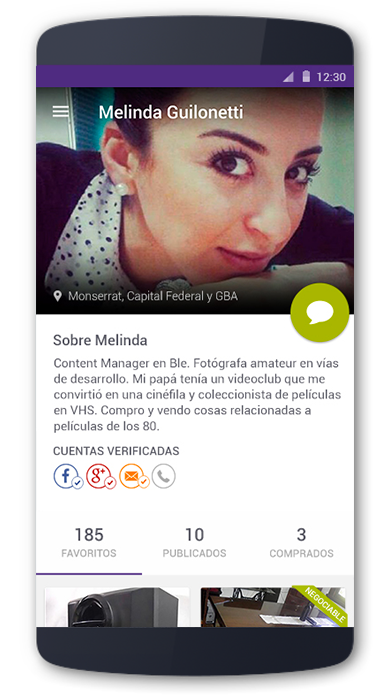 12:30
Melinda Guilonetti
Monserrat, Capital Federal y GBA
Sobre Melinda
Content Manager en Ble. Fotógrafa amateur en vías
de desarrollo. Mi papá tenía un videoclub que me
convirtió en una cinéfila y coleccionista de películas
en VHS. Compro y vendo cosas relacionadas a
películas de los 80.
CUENTAS VERIFICADAS
185 10 3
FAVORITOS PUBLICADOS COMPRADOS
NEGOCIABLE